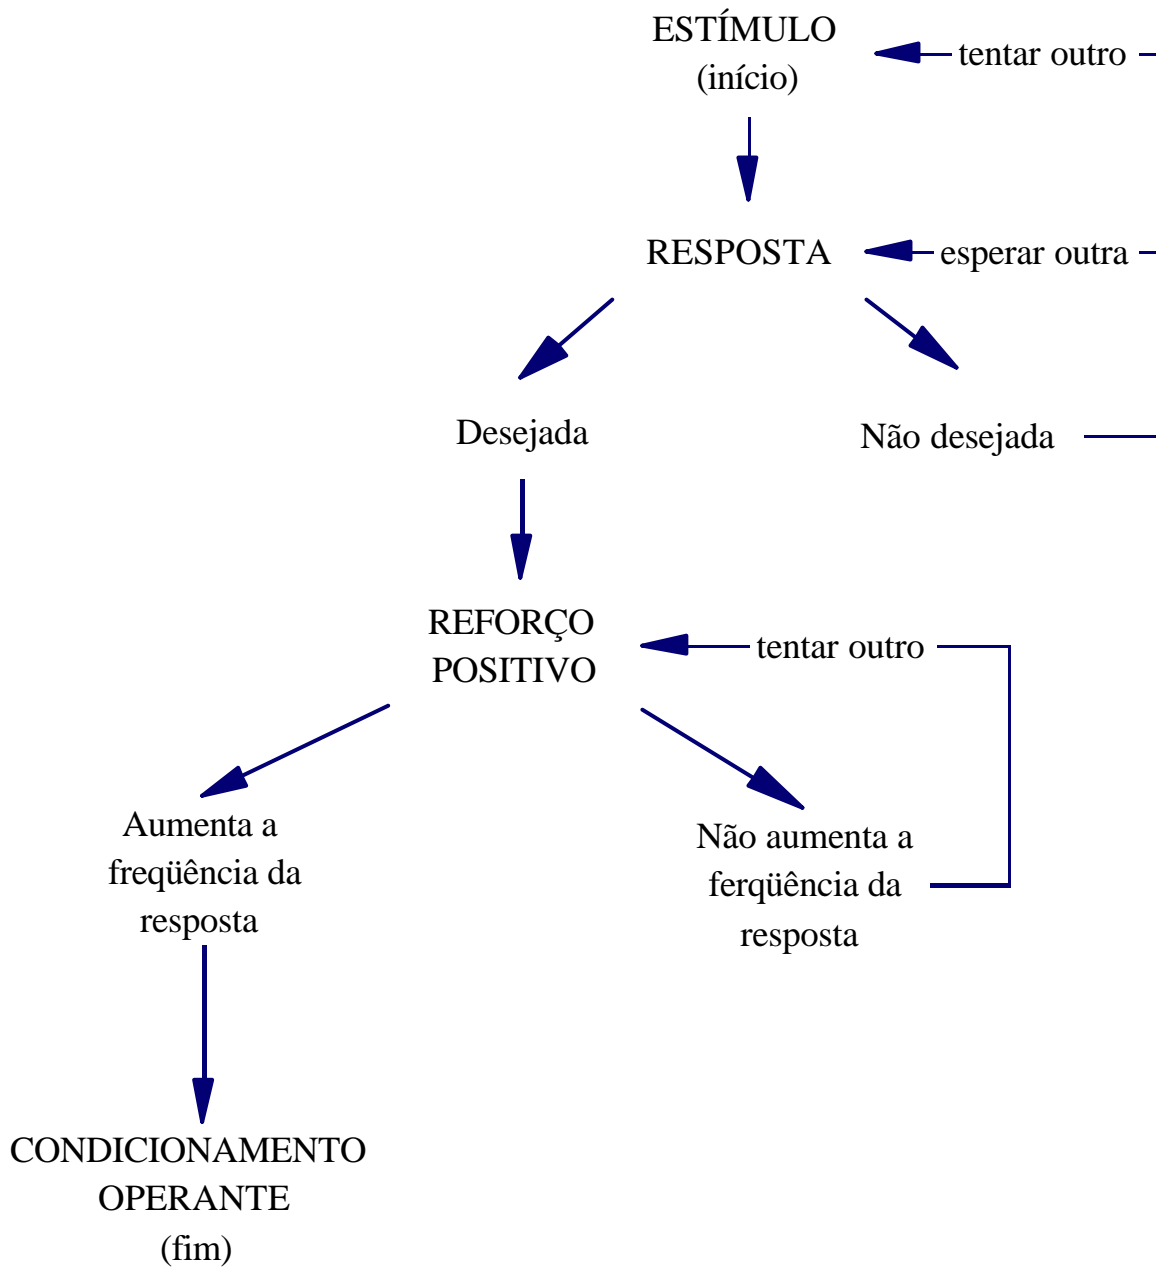 ESTÍMULO
(início)
tentar outro
RESPOSTA
esperar outra
Desejada
Não desejada
REFORÇO
POSITIVO
tentar outro
Aumenta a
freqüência da
resposta
Não aumenta a
ferqüência da
resposta
CONDICIONAMENTO
OPERANTE
(fim)